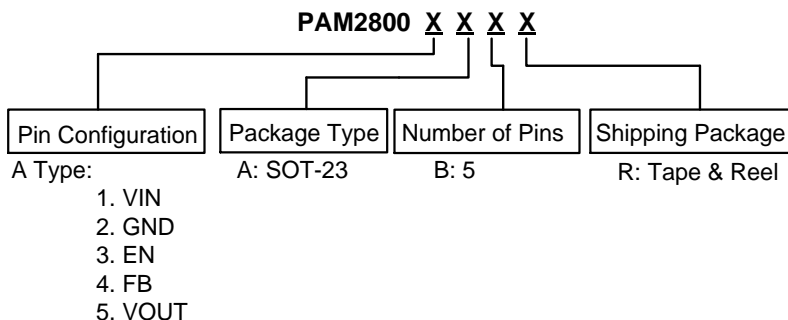 PAM2800 X X X X
Pin Configuration
Package Type
Number of Pins
Shipping Package
A Type:
A: SOT-23
B: 5
R: Tape & Reel
1. VIN
2. GND
3. EN
4. FB
5. VOUT